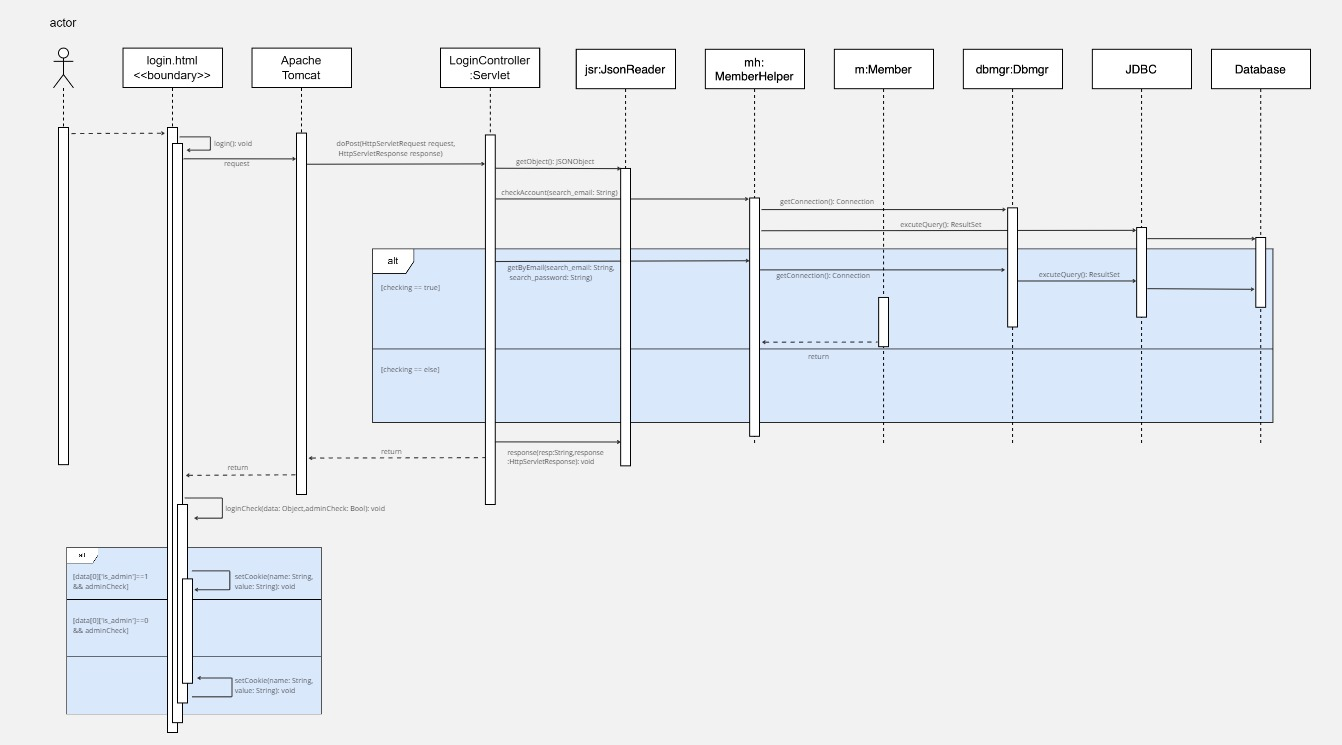 actor
login.html
<<boundary>>
Apache
Tomcat
LoginController
:Servlet
jsr:JsonReader
mh:
MemberHelper
m:Member
dbmgr:Dbmgr
JDBC
Database
login(): void
request
doPost(HttpServletRequest request,
HttpServletResponse response)
getObject(): JSONObject
checkAccount(search_email: String)
getConnection(): Connection
excuteQuery(): ResultSet
alt
getByEmail(search_email: String,
search_password: String)
getConnection(): Connection
excuteQuery(): ResultSet
[checking == true]
return
[checking == else]
response(resp:String,response
:HttpServletResponse): void
return
return
loginCheck(data: Object,adminCheck: Bool): void
alt
[data[0]['is_admin']==1
&& adminCheck]
setCookie(name: String,
value: String): void
[data[0]['is_admin']==0
&& adminCheck]
setCookie(name: String,
value: String): void